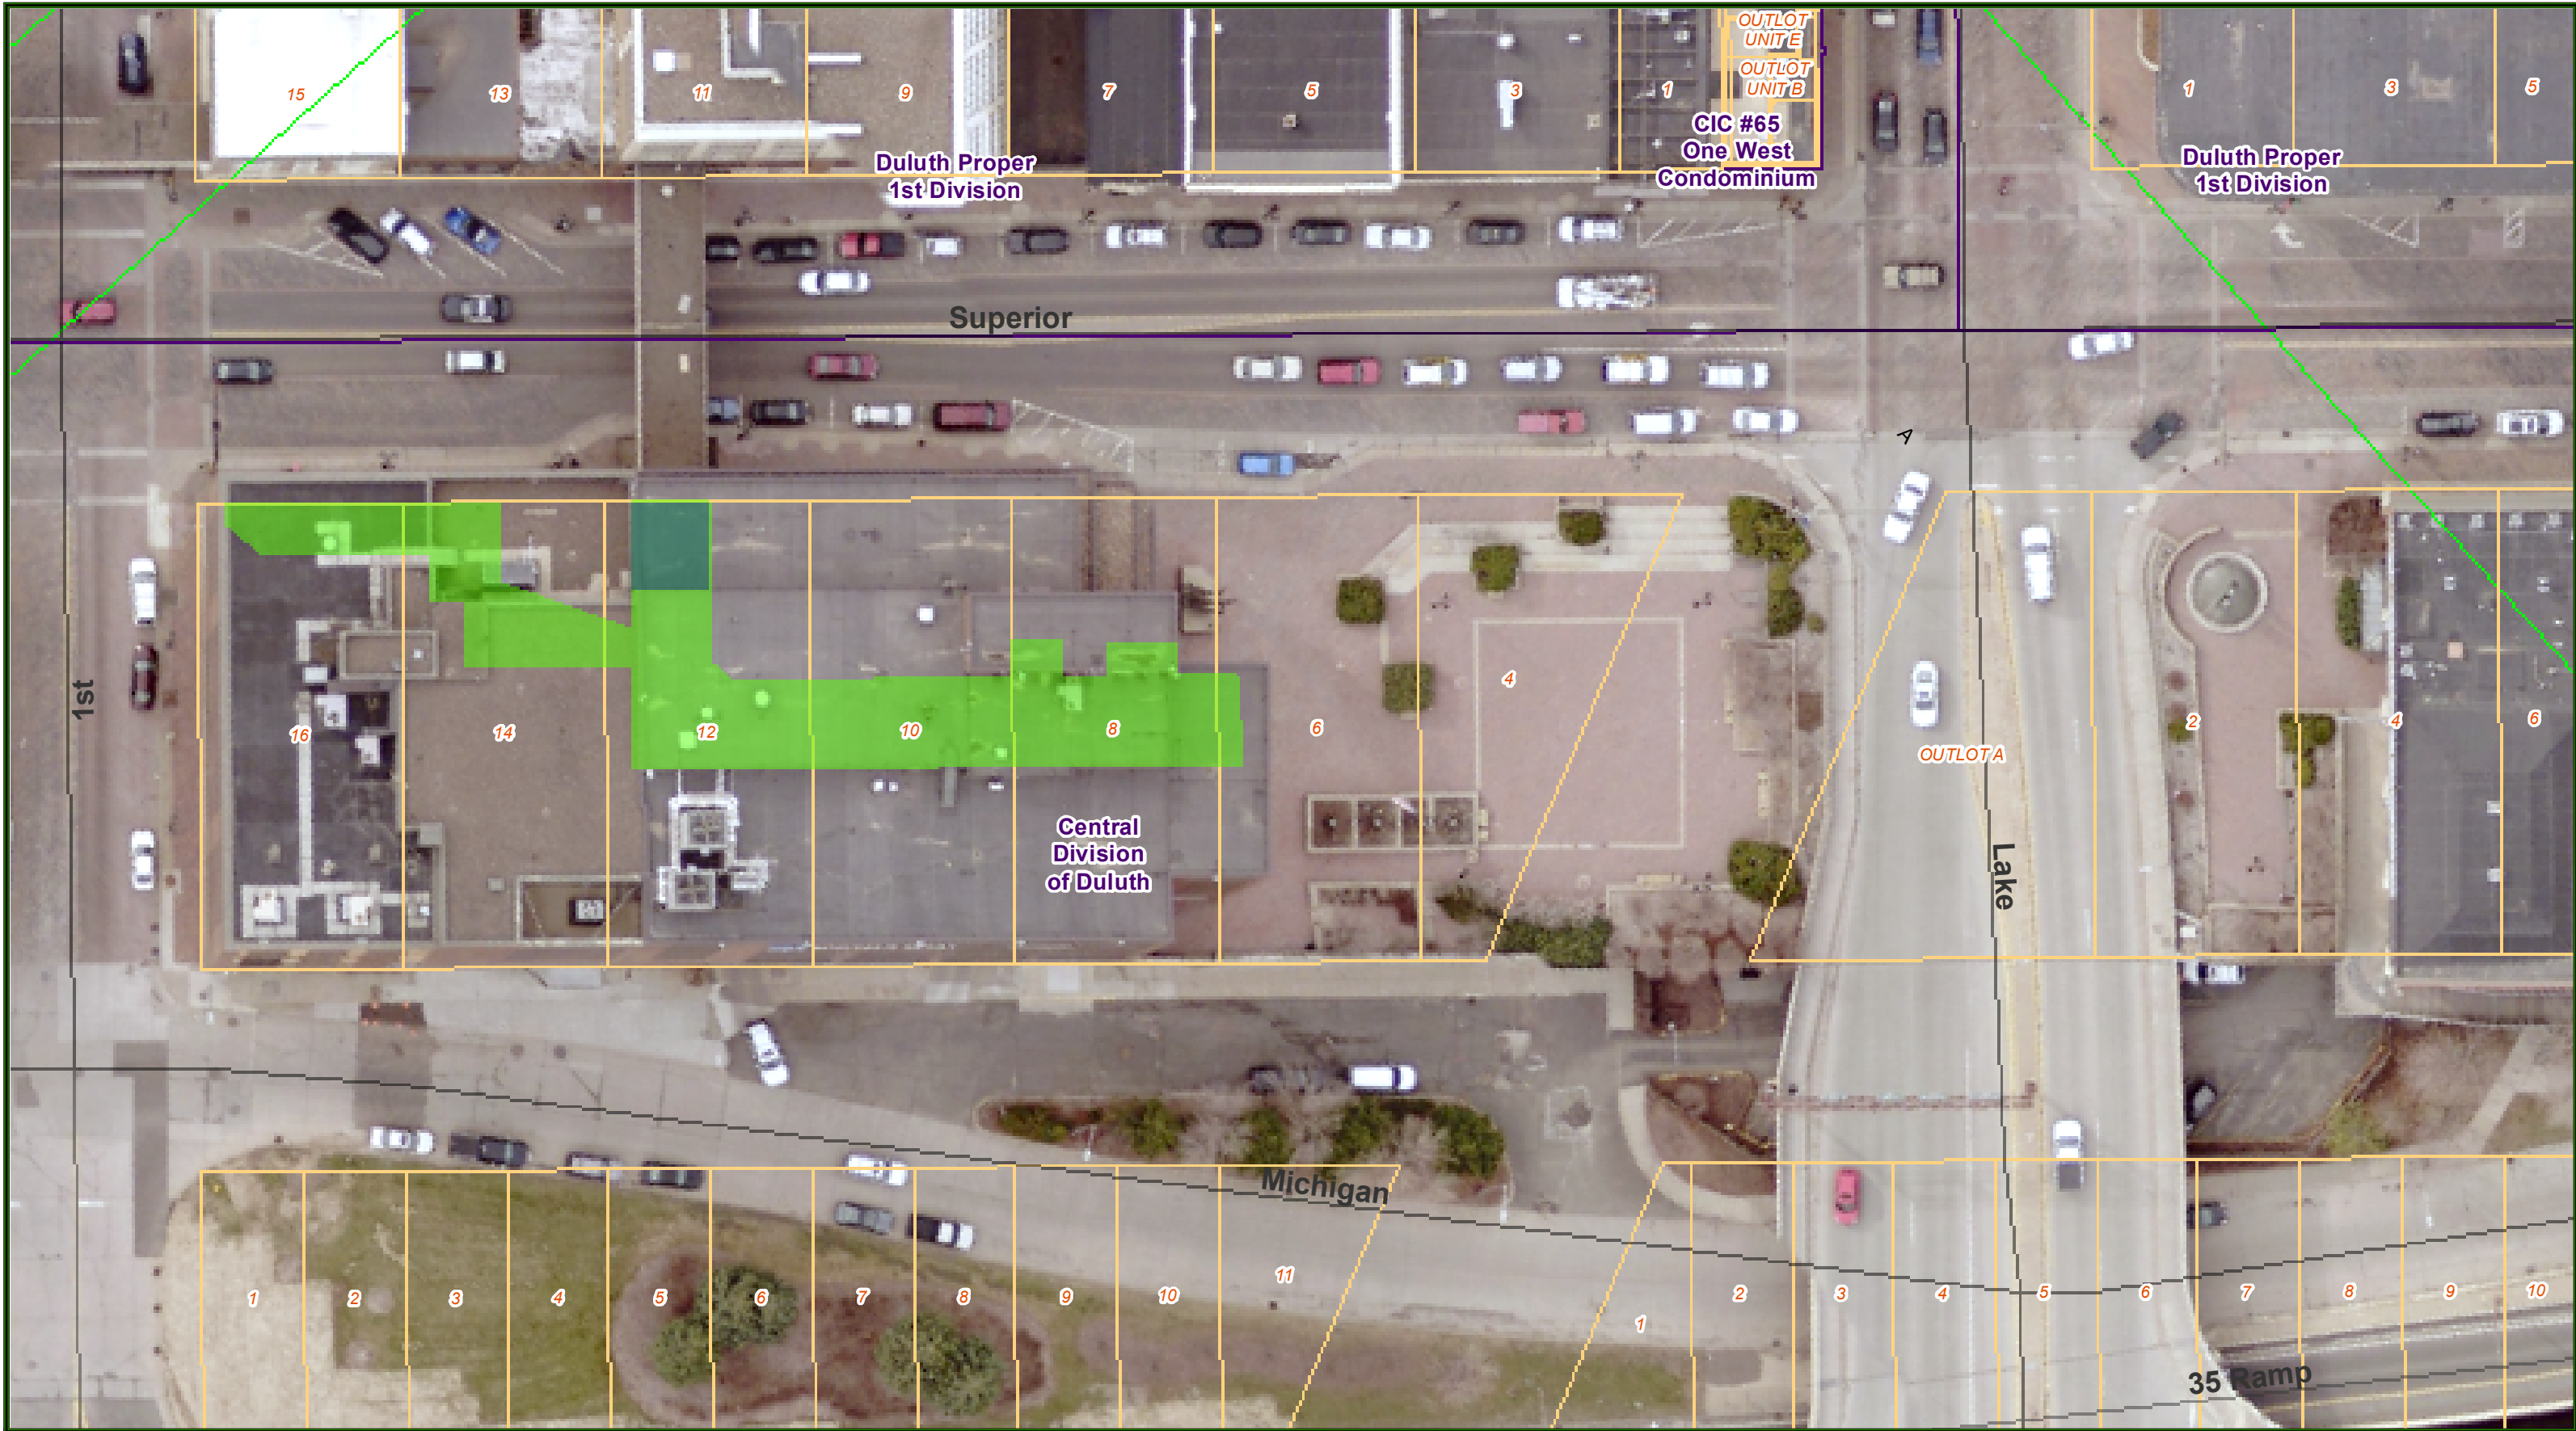 OUTLOT
UNIT E
OUTLOT
UNIT B
15
13
11
9
7
5
3
1
1
3
5
CIC #65
One West
Condominium
Duluth Proper
1st Division
Duluth Proper
1st Division
Superior
A
1st
16
14
12
10
8
6
4
OUTLOT A
2
4
6
Central
Division
of Duluth
Lake
Michigan
1
2
3
4
5
6
7
8
9
10
11
1
2
3
4
5
6
7
8
9
10
35 Ramp